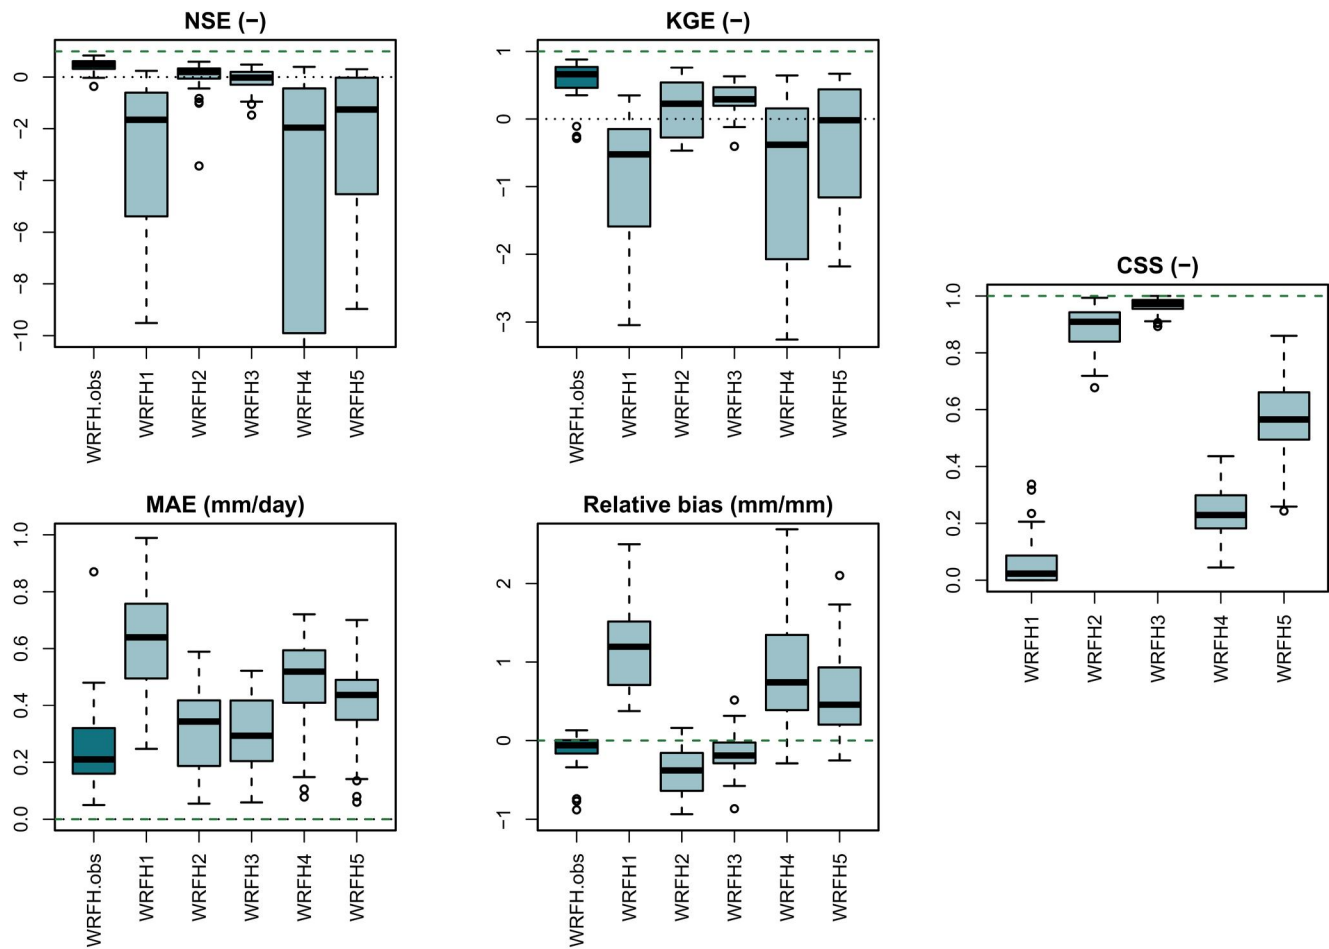 NSE (−)
0
−2
−4
−6
−8
−10
WRFH.obs
WRFH1
WRFH2
WRFH3
WRFH4
WRFH5
KGE (−)
1
0
−1
−2
−3
WRFH.obs
WRFH1
WRFH2
WRFH3
WRFH4
WRFH5
CSS (−)
1.0
0.8
0.6
0.4
0.2
0.0
WRFH1
WRFH2
WRFH3
WRFH4
WRFH5
MAE (mm/day)
1.0
0.8
0.6
0.4
0.2
0.0
WRFH.obs
WRFH1
WRFH2
WRFH3
WRFH4
WRFH5
Relative bias (mm/mm)
2
1
0
−1
WRFH.obs
WRFH1
WRFH2
WRFH3
WRFH4
WRFH5